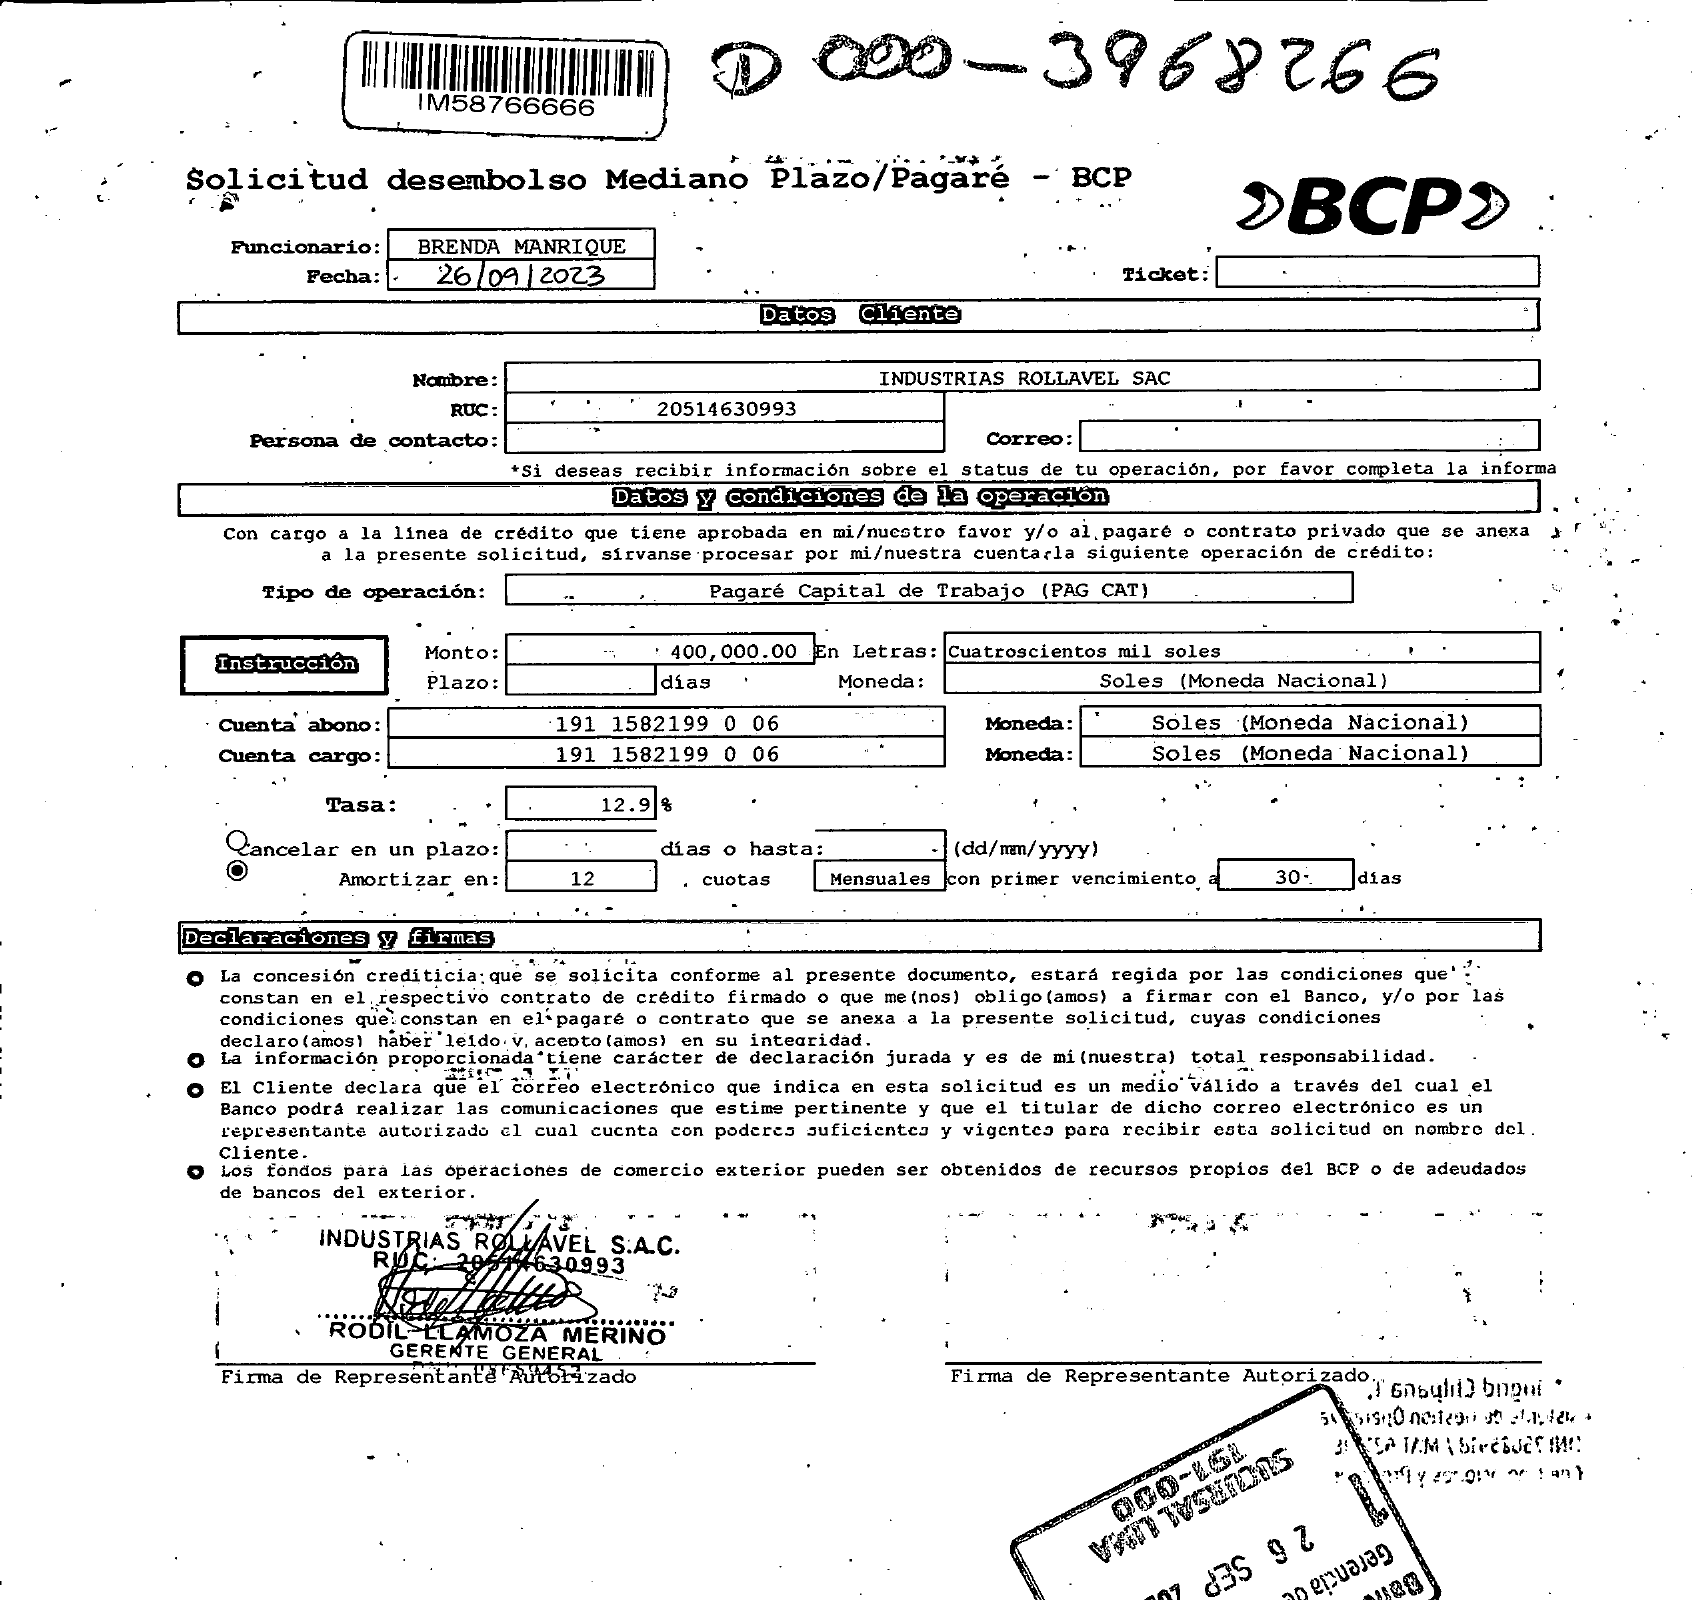 IM58766666
D 000-3968266
Solicitud desembolso Mediano Plazo/Pagaré - BCP
BCP
Funcionario: BRENDA MANRIQUE
Fecha: 26/09/2023
Ticket:
Datos Cliente
Nombre: INDUSTRIAS ROLLAVEL SAC
RUC: 20514630993
Persona de contacto: Correo:
*Si deseas recibir información sobre el status de tu operación, por favor completa la informa
Datos y condiciones de la operación
Con cargo a la línea de crédito que tiene aprobada en mi/nuestro favor y/o al pagaré o contrato privado que se anexa
a la presente solicitud, sírvanse procesar por mi/nuestra cuenta la siguiente operación de crédito:
Tipo de operación: Pagaré Capital de Trabajo (PAG CAT)
Instrucción
Monto: 400,000.00 En Letras: Cuatroscientos mil soles
Plazo: días Moneda: Soles (Moneda Nacional)
Cuenta abono: 191 1582199 0 06 Moneda: Soles (Moneda Nacional)
Cuenta cargo: 191 1582199 0 06 Moneda: Soles (Moneda Nacional)
Tasa: 12.9 %
Cancelar en un plazo: días o hasta: (dd/mm/yyyy)
Amortizar en: 12 cuotas Mensuales con primer vencimiento a 30 días
Declaraciones y firmas
La concesión crediticia que se solicita conforme al presente documento, estará regida por las condiciones que
constan en el respectivo contrato de crédito firmado o que me(nos) obligo(amos) a firmar con el Banco, y/o por las
condiciones que constan en el pagaré o contrato que se anexa a la presente solicitud, cuyas condiciones
declaro(amos) haber leído y acepto(amos) en su integridad.
La información proporcionada tiene carácter de declaración jurada y es de mi(nuestra) total responsabilidad.
El Cliente declara que el correo electrónico que indica en esta solicitud es un medio válido a través del cual el
Banco podrá realizar las comunicaciones que estime pertinente y que el titular de dicho correo electrónico es un
representante autorizado el cual cuenta con poderes suficientes y vigentes para recibir esta solicitud en nombre del
Cliente.
Los fondos para las operaciones de comercio exterior pueden ser obtenidos de recursos propios del BCP o de adeudados
de bancos del exterior.
INDUSTRIAS ROLLAVEL S.A.C.
RUC: 20514630993
RODIL LLAMOZA MERINO
GERENTE GENERAL
Firma de Representante Autorizado
Firma de Representante Autorizado
Ingrid Chipana
191-000
SUCURSAL LIMA
26 SEP
Gerencia de